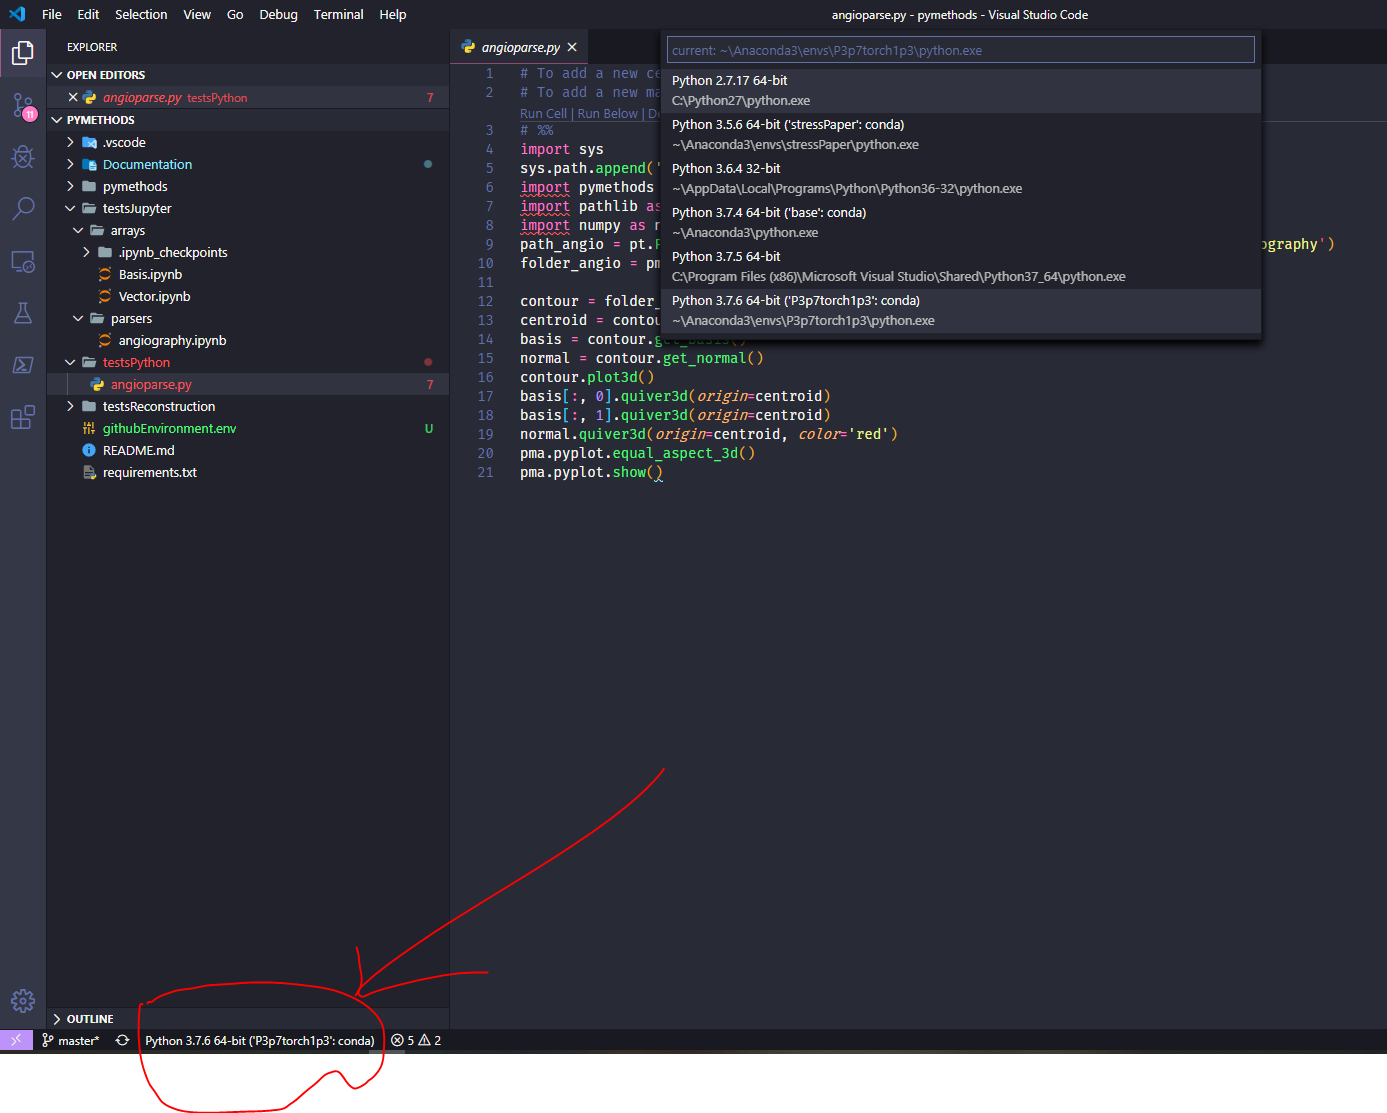 File Edit Selection View Go Debug Terminal Help
angioparse.py - pymethods - Visual Studio Code
EXPLORER
OPEN EDITORS
angioparse.py testsPython 7
PYMETHODS
.vscode
Documentation
pymethods
testsJupyter
arrays
.ipynb_checkpoints
Basis.ipynb
Vector.ipynb
parsers
angiography.ipynb
testsPython
angioparse.py 7
testsReconstruction
githubEnvironment.env U
README.md
requirements.txt
OUTLINE
11
angioparse.py
1 # To add a new ce
2 # To add a new ma
Run Cell | Run Below | D
3 # %%
4 import sys
5 sys.path.append('
6 import pymethods
7 import pathlib as
8 import numpy as n
9 path_angio = pt.P ography')
10 folder_angio = pm
11
12 contour = folder_
13 centroid = contou
14 basis = contour.get_basis()
15 normal = contour.get_normal()
16 contour.plot3d()
17 basis[:, 0].quiver3d(origin=centroid)
18 basis[:, 1].quiver3d(origin=centroid)
19 normal.quiver3d(origin=centroid, color='red')
20 pma.pyplot.equal_aspect_3d()
21 pma.pyplot.show()
current: ~\Anaconda3\envs\P3p7torch1p3\python.exe
Python 2.7.17 64-bit
C:\Python27\python.exe
Python 3.5.6 64-bit ('stressPaper': conda)
~\Anaconda3\envs\stressPaper\python.exe
Python 3.6.4 32-bit
~\AppData\Local\Programs\Python\Python36-32\python.exe
Python 3.7.4 64-bit ('base': conda)
~\Anaconda3\python.exe
Python 3.7.5 64-bit
C:\Program Files (x86)\Microsoft Visual Studio\Shared\Python37_64\python.exe
Python 3.7.6 64-bit ('P3p7torch1p3': conda)
~\Anaconda3\envs\P3p7torch1p3\python.exe
master* Python 3.7.6 64-bit ('P3p7torch1p3': conda) 5 2